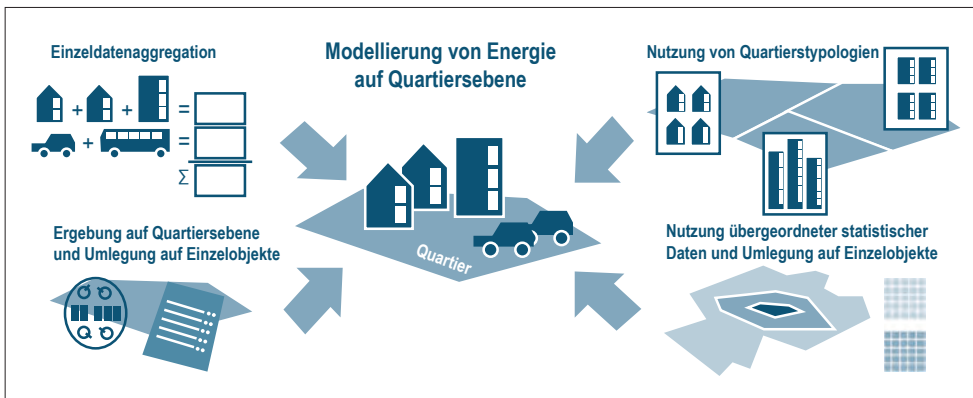 Einzeldatenaggregation
+ + =
+ =
Σ
Ergebung auf Quartiersebene
und Umlegung auf Einzelobjekte
Modellierung von Energie
auf Quartiersebene
Quartier
Nutzung von Quartierstypologien
Nutzung übergeordneter statistischer
Daten und Umlegung auf Einzelobjekte